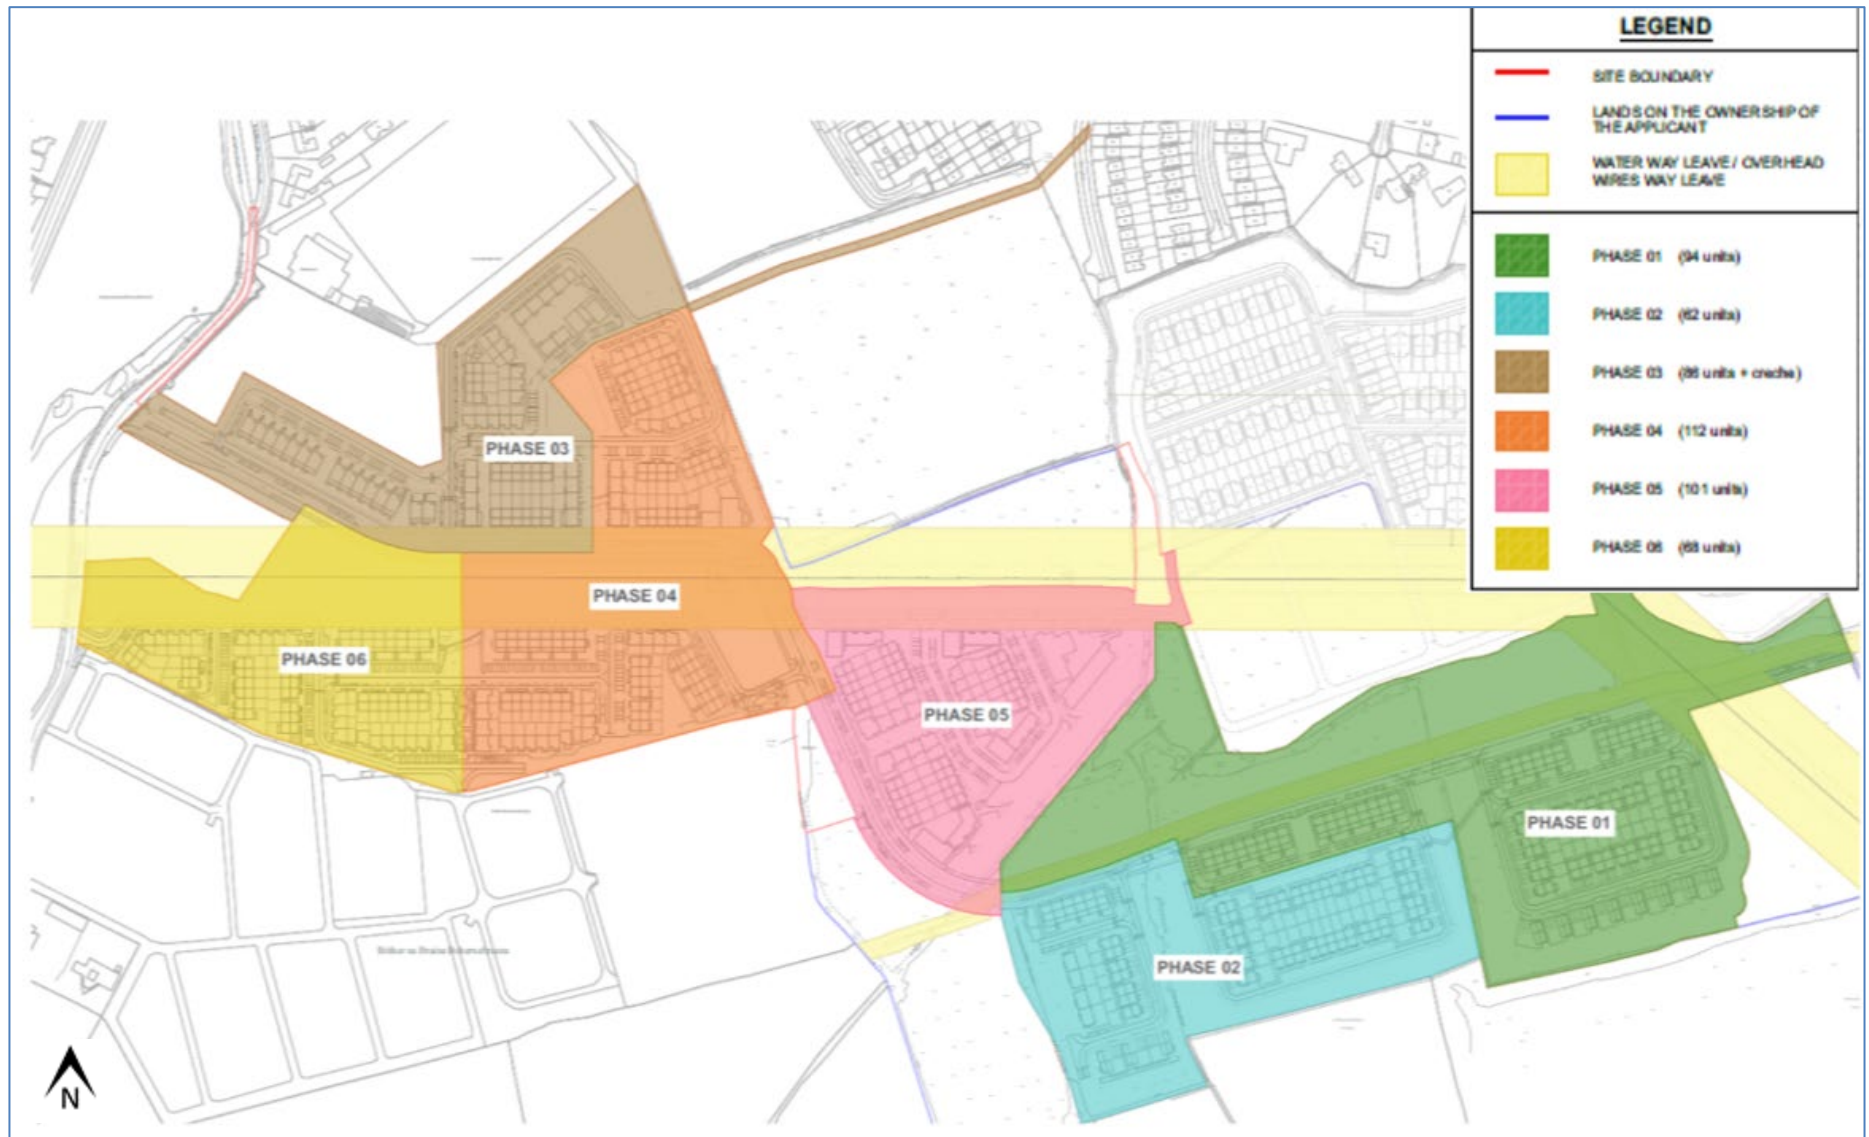 LEGEND
SITE BOUNDARY
LANDS ON THE OWNERSHIP OF
THE APPLICANT
WATER WAY LEAVE / OVERHEAD
WIRES WAY LEAVE
PHASE 01 (94 units)
PHASE 02 (62 units)
PHASE 03 (86 units + creche)
PHASE 04 (112 units)
PHASE 05 (101 units)
PHASE 06 (68 units)
PHASE 03
PHASE 04
PHASE 06
PHASE 05
PHASE 01
PHASE 02
N